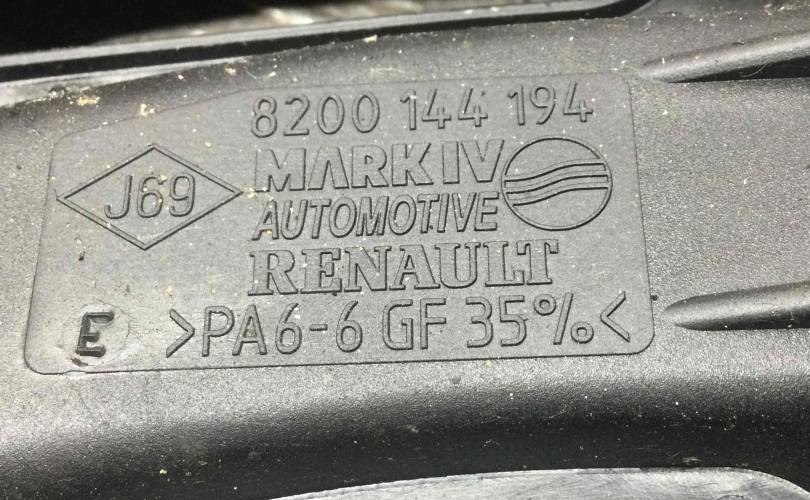 8200 144 194
J69
MARK IV
AUTOMOTIVE
RENAULT
E
>PA6-6 GF 35%<